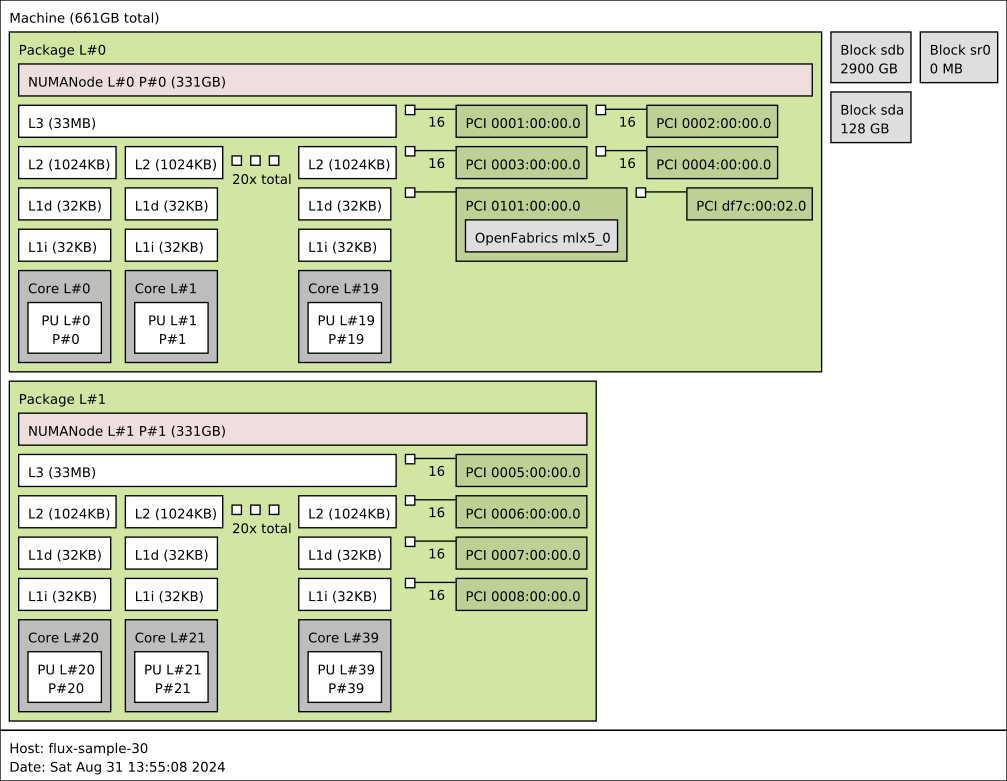 Machine (661GB total)
Package L#0
NUMANode L#0 P#0 (331GB)
L3 (33MB)
16 PCI 0001:00:00.0 16 PCI 0002:00:00.0
L2 (1024KB) L2 (1024KB) 20x total L2 (1024KB)
16 PCI 0003:00:00.0 16 PCI 0004:00:00.0
L1d (32KB) L1d (32KB) L1d (32KB)
PCI 0101:00:00.0 PCI df7c:00:02.0
OpenFabrics mlx5_0
L1i (32KB) L1i (32KB) L1i (32KB)
Core L#0 Core L#1 Core L#19
PU L#0 PU L#1 PU L#19
P#0 P#1 P#19
Block sdb Block sr0
2900 GB 0 MB
Block sda
128 GB
Package L#1
NUMANode L#1 P#1 (331GB)
L3 (33MB)
16 PCI 0005:00:00.0
L2 (1024KB) L2 (1024KB) 20x total L2 (1024KB)
16 PCI 0006:00:00.0
L1d (32KB) L1d (32KB) L1d (32KB)
16 PCI 0007:00:00.0
L1i (32KB) L1i (32KB) L1i (32KB)
16 PCI 0008:00:00.0
Core L#20 Core L#21 Core L#39
PU L#20 PU L#21 PU L#39
P#20 P#21 P#39
Host: flux-sample-30
Date: Sat Aug 31 13:55:08 2024